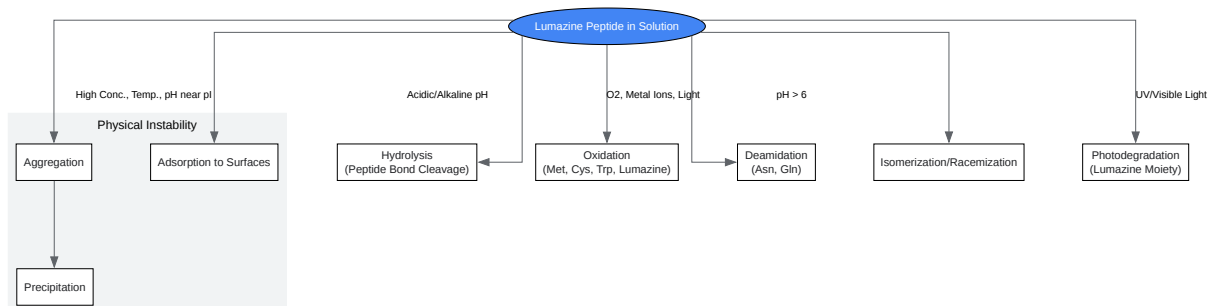 Lumazine Peptide in Solution
High Conc., Temp., pH near pI
Acidic/Alkaline pH
O2, Metal Ions, Light
pH > 6
UV/Visible Light
Physical Instability
Aggregation
Adsorption to Surfaces
Hydrolysis
(Peptide Bond Cleavage)
Oxidation
(Met, Cys, Trp, Lumazine)
Deamidation
(Asn, Gln)
Isomerization/Racemization
Photodegradation
(Lumazine Moiety)
Precipitation